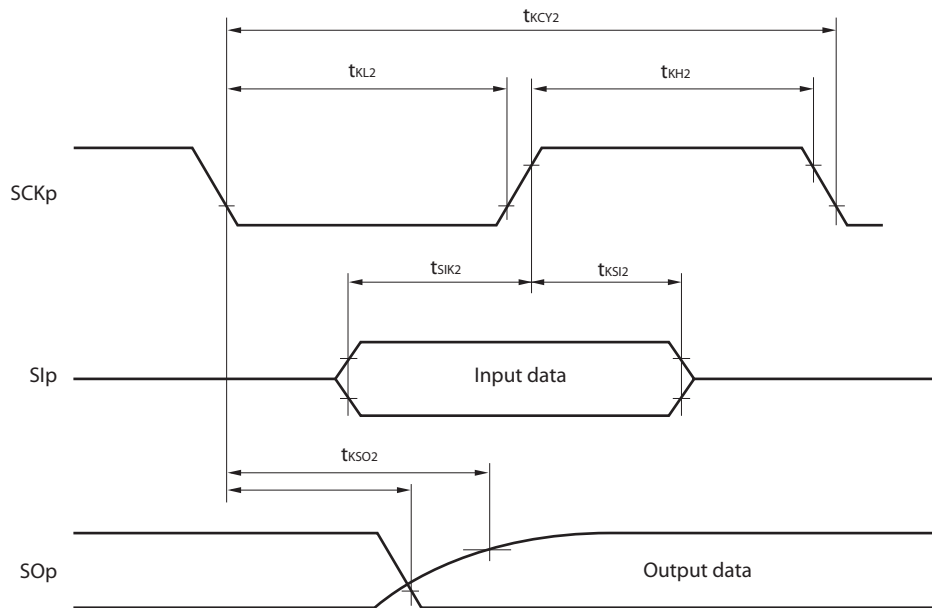 tKCY2
tKL2
tKH2
SCKp
tSIK2
tKSI2
SIp
Input data
tKSO2
SOp
Output data